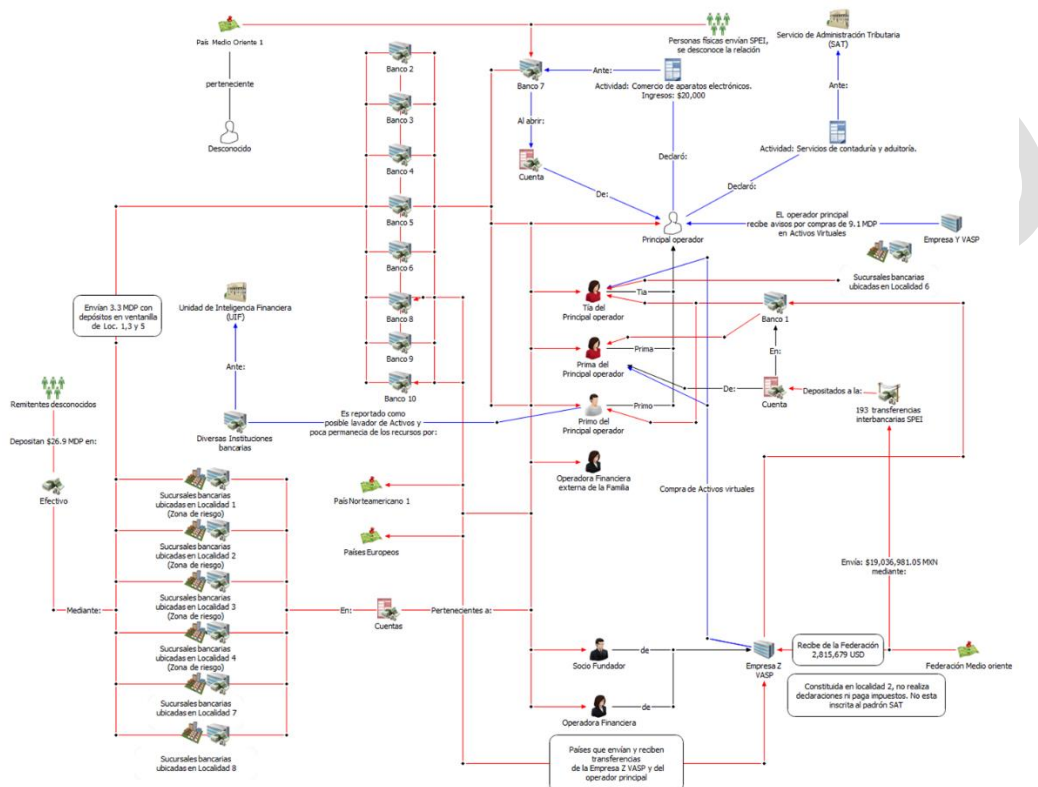 País Medio Oriente 1
perteneciente
Desconocido
Banco 2
Banco 3
Banco 4
Banco 5
Banco 6
Banco 8
Banco 9
Banco 10
Personas físicas envían SPEI,
se desconoce la relación
Servicio de Administración Tributaria
(SAT)
Banco 7
Ante:
Actividad: Comercio de aparatos electrónicos.
Ingresos: $20,000
Ante:
Al abrir:
Actividad: Servicios de contaduría y aduitoría.
Cuenta
Declaró:
De:
Declaró:
Principal operador
EL operador principal
recibe avisos por compras de 9.1 MDP
en Activos Virtuales
Empresa Y VASP
Sucursales bancarias
ubicadas en Localidad 6
Envían 3.3 MDP con
depósitos en ventanilla
de Loc. 1,3 y 5
Unidad de Inteligencia Financiera
(UIF)
Ante:
Diversas Instituciones
bancarias
Es reportado como
posible lavador de Activos y
poca permanecia de los recursos por:
Tía del
Principal operador
Tia
Banco 1
Prima del
Principal operador
Prima
En:
De:
Cuenta
Depositados a la:
193 transferencias
interbancarias SPEI
Primo del
Principal operador
Primo
Remitentes desconocidos
Depositan $26.9 MDP en:
Efectivo
Mediante:
Sucursales bancarias
ubicadas en Localidad 1
(Zona de riesgo)
Sucursales bancarias
ubicadas en Localidad 2
(Zona de riesgo)
Sucursales bancarias
ubicadas en Localidad 3
(Zona de riesgo)
Sucursales bancarias
ubicadas en Localidad 4
(Zona de riesgo)
Sucursales bancarias
ubicadas en Localidad 7
Sucursales bancarias
ubicadas en Localidad 8
País Norteamericano 1
Países Europeos
Operadora Financiera
externa de la Familia
Compra de Activos virtuales
Envía: $19,036,981.05 MXN
mediante:
En:
Cuentas
Pertenecientes a:
Socio Fundador
de
Empresa Z
VASP
Recibe de la Federación
2,815,679 USD
Federación Medio oriente
Constituida en localidad 2, no realiza
declaraciones ni paga impuestos. No esta
inscrita al padrón SAT
Operadora Financiera
de
Países que envían y reciben
transferencias
de la Empresa Z VASP y del
operador principal